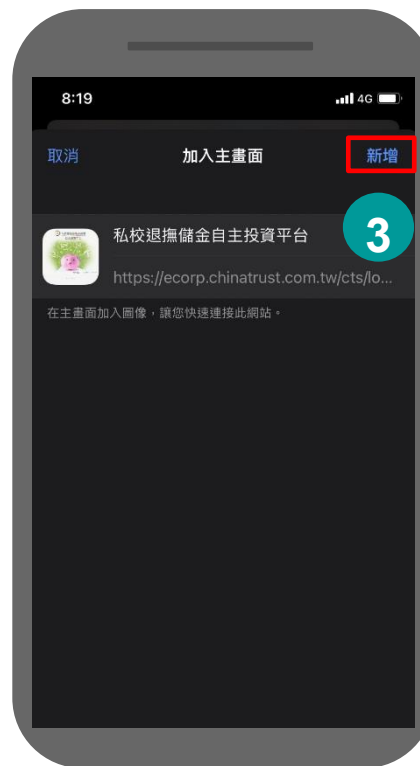 8:19
4G
取消
加入主畫面
新增
私校退撫儲金自主投資平台
3
https://ecorp.chinatrust.com.tw/cts/lo...
在主畫面加入圖像，讓您快速連接此網站。